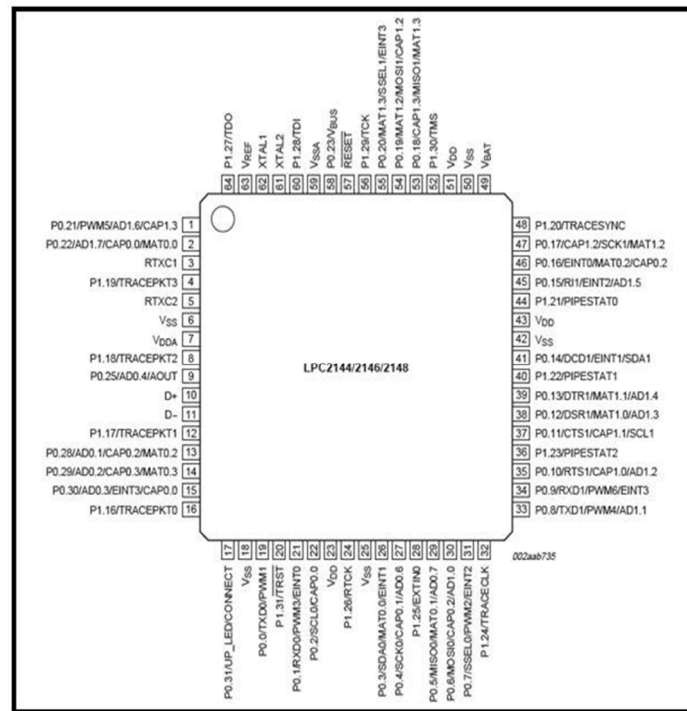 P1.27/TDO
VREF
XTAL1
XTAL2
P1.28/TDI
VSSA
P0.23/VBUS
RESET
P1.29/TCK
P0.20/MAT1.3/SSEL1/EINT3
P0.19/MAT1.2/MOSI1/CAP1.2
P0.18/CAP1.3/MISO1/MAT1.3
P1.30/TMS
VDD
VSS
VBAT
64 63 62 61 60 59 58 57 56 55 54 53 52 51 50 49
P0.21/PWM5/AD1.6/CAP1.3 1
P0.22/AD1.7/CAP0.0/MAT0.0 2
RTXC1 3
P1.19/TRACEPKT3 4
RTXC2 5
VSS 6
VDDA 7
P1.18/TRACEPKT2 8
P0.25/AD0.4/AOUT 9
D+ 10
D− 11
P1.17/TRACEPKT1 12
P0.28/AD0.1/CAP0.2/MAT0.2 13
P0.29/AD0.2/CAP0.3/MAT0.3 14
P0.30/AD0.3/EINT3/CAP0.0 15
P1.16/TRACEPKT0 16
LPC2144/2146/2148
48 P1.20/TRACESYNC
47 P0.17/CAP1.2/SCK1/MAT1.2
46 P0.16/EINT0/MAT0.2/CAP0.2
45 P0.15/RI1/EINT2/AD1.5
44 P1.21/PIPESTAT0
43 VDD
42 VSS
41 P0.14/DCD1/EINT1/SDA1
40 P1.22/PIPESTAT1
39 P0.13/DTR1/MAT1.1/AD1.4
38 P0.12/DSR1/MAT1.0/AD1.3
37 P0.11/CTS1/CAP1.1/SCL1
36 P1.23/PIPESTAT2
35 P0.10/RTS1/CAP1.0/AD1.2
34 P0.9/RXD1/PWM6/EINT3
33 P0.8/TXD1/PWM4/AD1.1
17 18 19 20 21 22 23 24 25 26 27 28 29 30 31 32
P0.31/UP_LED/CONNECT
VSS
P0.0/TXD0/PWM1
P1.31/TRST
P0.1/RXD0/PWM3/EINT0
P0.2/SCL0/CAP0.0
VDD
P1.26/RTCK
VSS
P0.3/SDA0/MAT0.0/EINT1
P0.4/SCK0/CAP0.1/AD0.6
P1.25/EXTIN0
P0.5/MISO0/MAT0.1/AD0.7
P0.6/MOSI0/CAP0.2/AD1.0
P0.7/SSEL0/PWM2/EINT2
P1.24/TRACECLK
002aab735